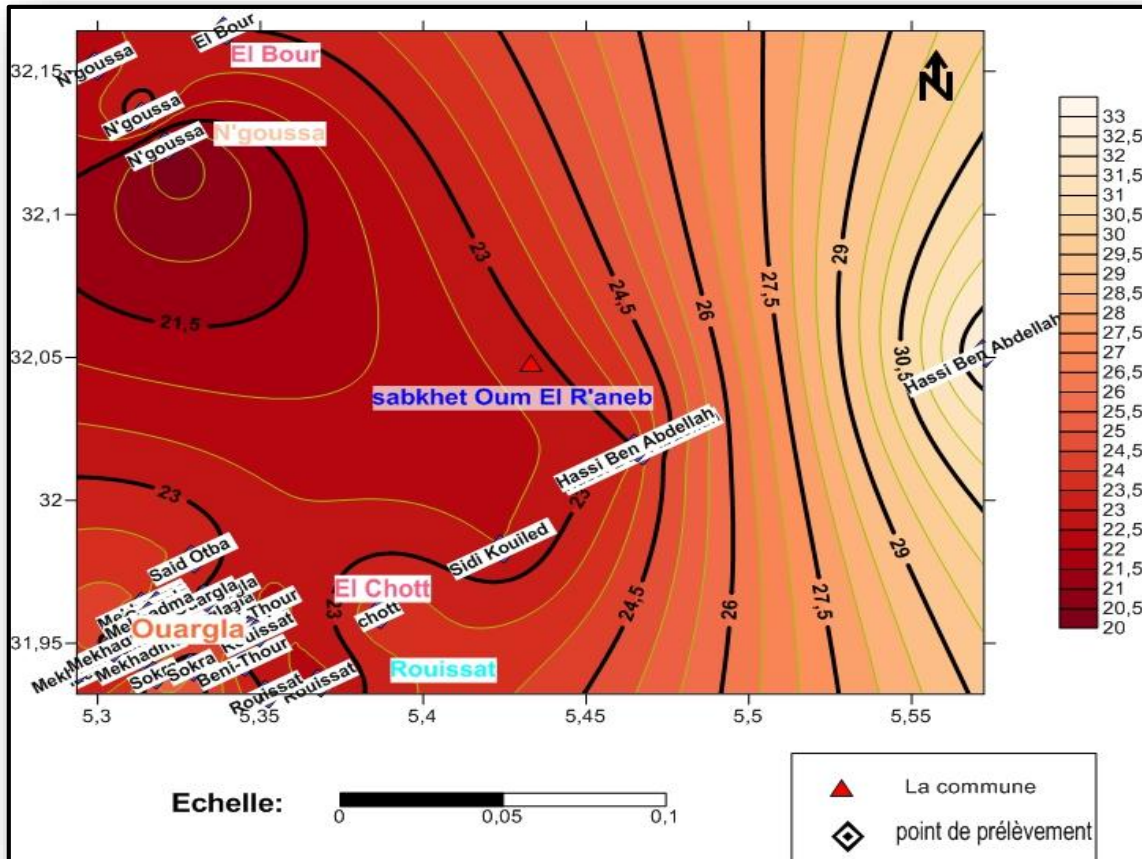 El Bour
El Bour
N'goussa
N'goussa
N'goussa
N'goussa
32,15
32,1
32,05
32
31,95
21,5
23
24,5
26
27,5
29
30,5
Hassi Ben Abdellah
sabkhet Oum El R'aneb
Hassi Ben Abdellah
23
23
Sidi Kouiled
Said Otba
29
27,5
26
24,5
23
El Chott
chott
Mekhadma
Ouargla
Mekhadma
Sokra
Beni-Thour
Rouissat
Rouissat
Rouissat
5,3
5,35
5,4
5,45
5,5
5,55
33
32,5
32
31,5
31
30,5
30
29,5
29
28,5
28
27,5
27
26,5
26
25,5
25
24,5
24
23,5
23
22,5
22
21,5
21
20,5
20
Echelle:
0
0,05
0,1
La commune
point de prélèvement